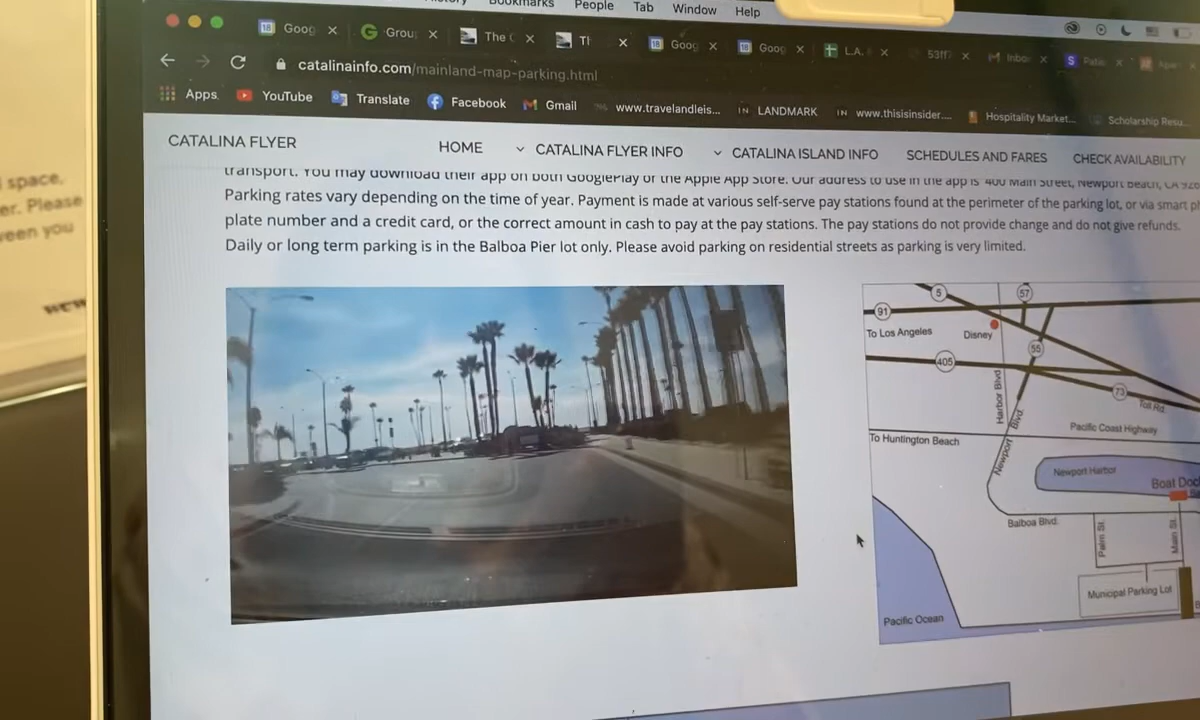 Bookmarks People Tab Window Help
Goog Grou The Goog Goog L.A. Inbo
catalinainfo.com/mainland-map-parking.html
Apps YouTube Translate Facebook Gmail www.travelandleis... IN LANDMARK IN www.thisisinsider.... Hospitality Market... Scholarship Resu...
CATALINA FLYER HOME CATALINA FLYER INFO CATALINA ISLAND INFO SCHEDULES AND FARES CHECK AVAILABILITY
space.
er. Please
een you
transport. You may download their app on both GooglePlay or the Apple App Store. Our address to use in the app is 400 Main Street, Newport Beach, CA
Parking rates vary depending on the time of year. Payment is made at various self-serve pay stations found at the perimeter of the parking lot, or via smart
plate number and a credit card, or the correct amount in cash to pay at the pay stations. The pay stations do not provide change and do not give refunds.
Daily or long term parking is in the Balboa Pier lot only. Please avoid parking on residential streets as parking is very limited.
5 57
91
To Los Angeles Disney
55
405
73
Toll Rd.
Harbor Blvd
Newport Blvd.
Pacific Coast Highway
To Huntington Beach
Newport Harbor
Boat Doc
Balboa Blvd.
Palm St.
Main St.
Municipal Parking Lot
Pacific Ocean